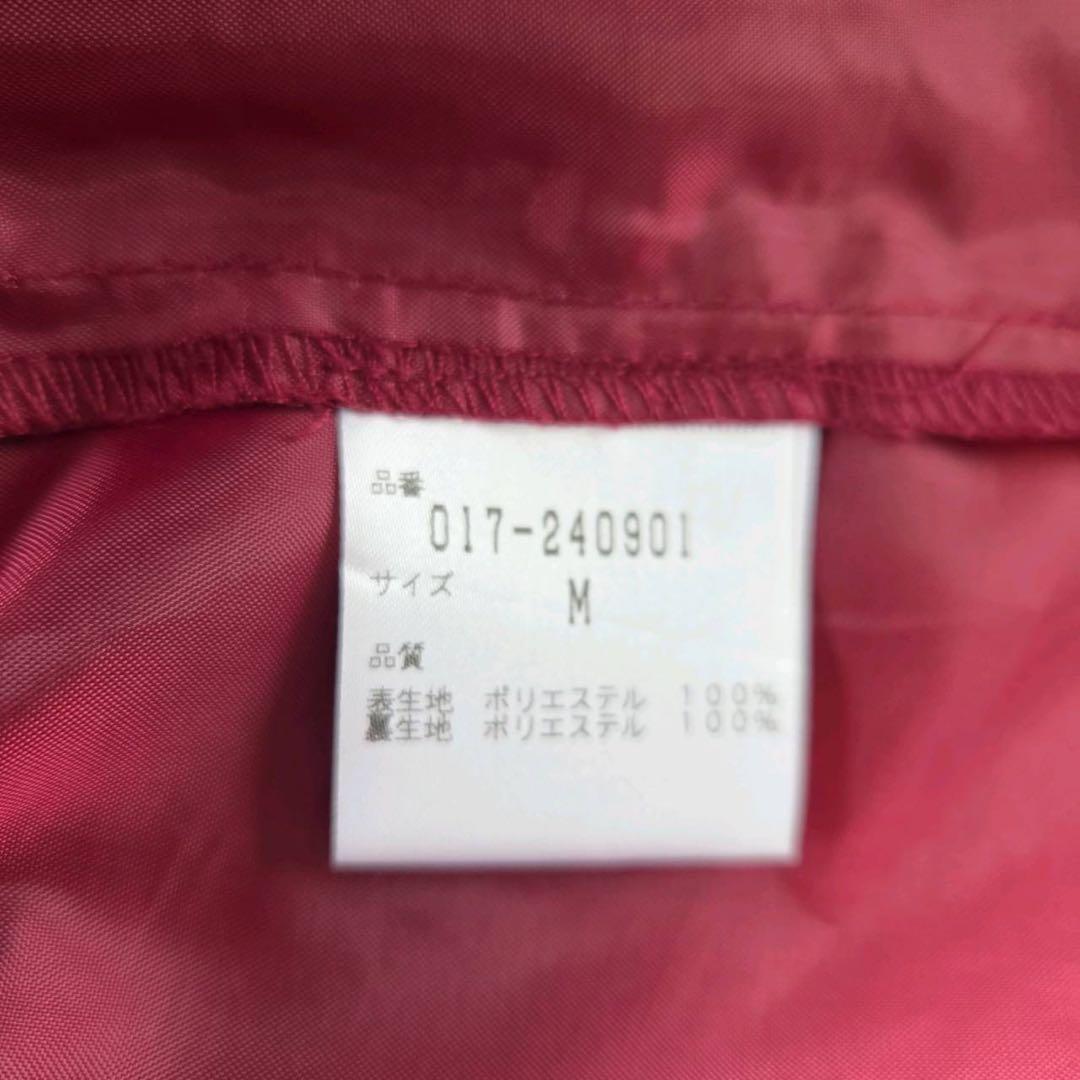 品番
017-240901
サイズ
M
品質
表生地 ポリエステル 100%
裏生地 ポリエステル 100%